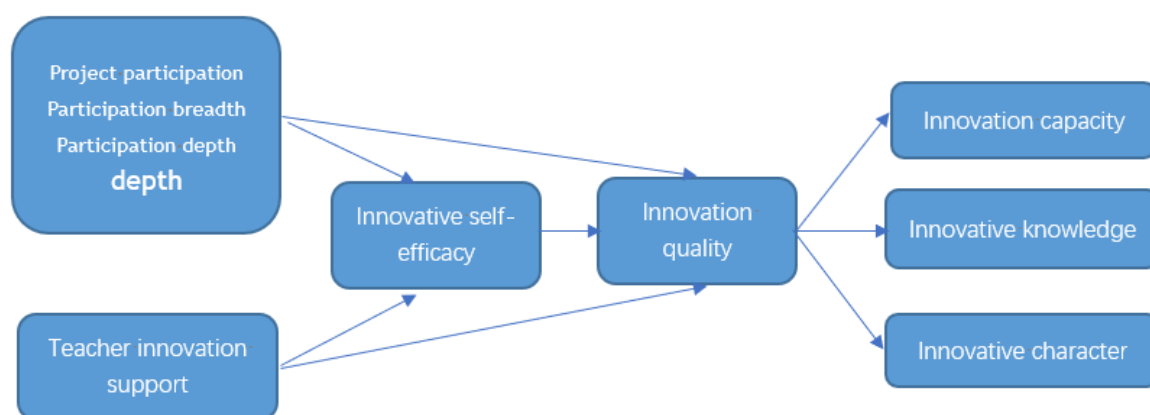 Project participation
Participation breadth
Participation depth
depth
Innovative self-
efficacy
Innovation
quality
Teacher innovation
support
Innovation capacity
Innovative knowledge
Innovative character